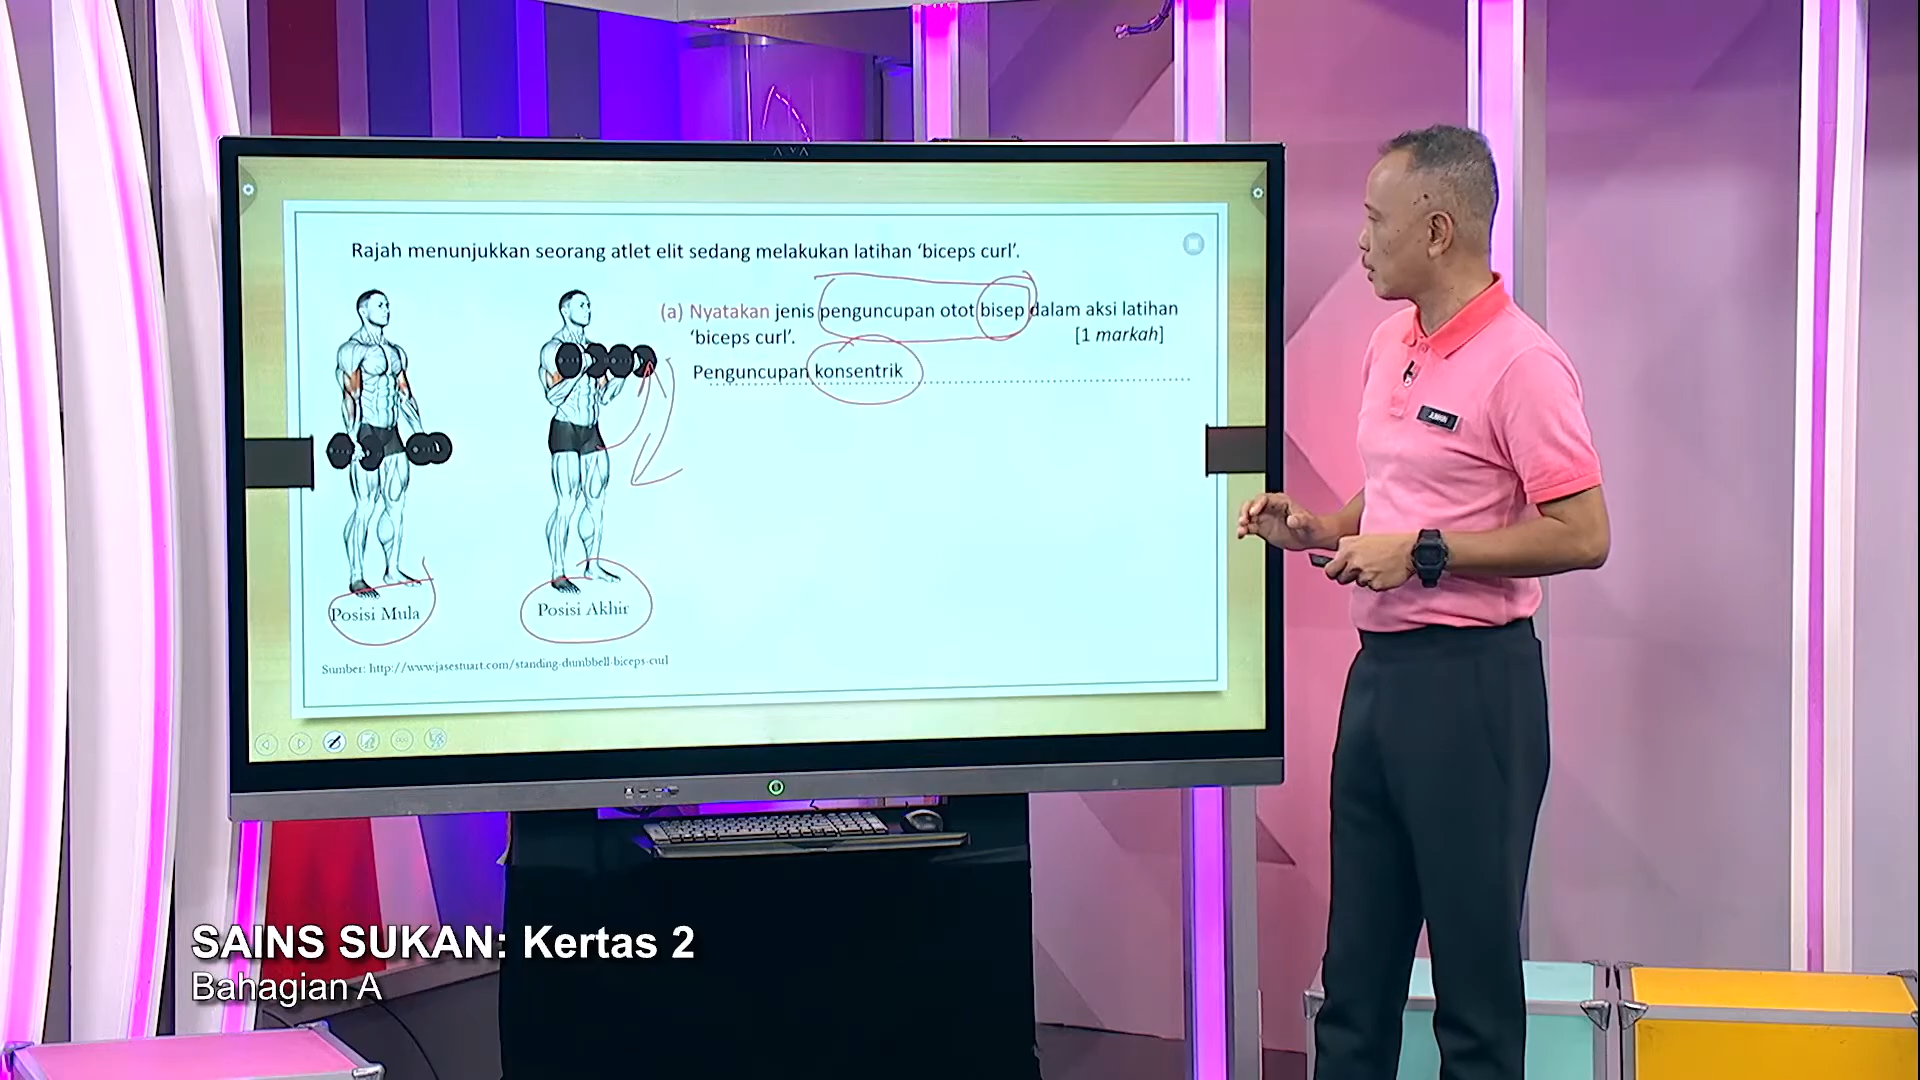 Rajah menunjukkan seorang atlet elit sedang melakukan latihan ‘biceps curl’.
(a) Nyatakan jenis penguncupan otot bisep dalam aksi latihan
‘biceps curl’. [1 markah]
Penguncupan konsentrik
Posisi Mula
Posisi Akhir
Sumber: http://www.jasestuart.com/standing-dumbbell-biceps-curl
SAINS SUKAN: Kertas 2
Bahagian A